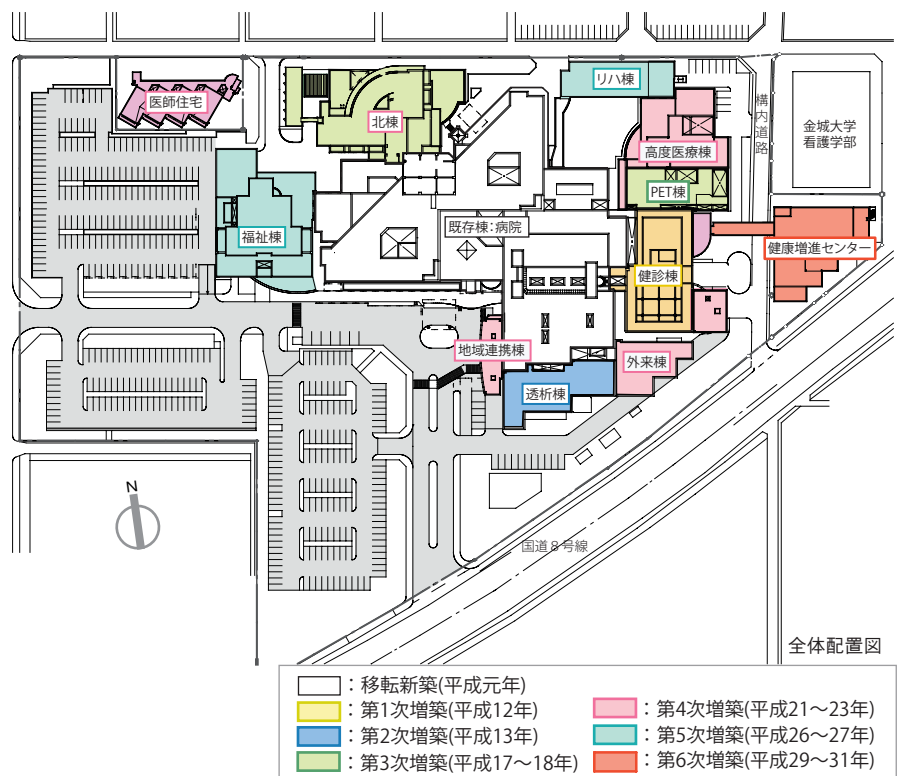 リハ棟
医師住宅
北棟
構内道路
金城大学
看護学部
高度医療棟
PET棟
既存棟:病院
福祉棟
健康増進センター
健診棟
地域連携棟
外来棟
透析棟
N
国道8号線
全体配置図
:移転新築(平成元年)
:第1次増築(平成12年)
:第2次増築(平成13年)
:第3次増築(平成17〜18年)
:第4次増築(平成21〜23年)
:第5次増築(平成26〜27年)
:第6次増築(平成29〜31年)